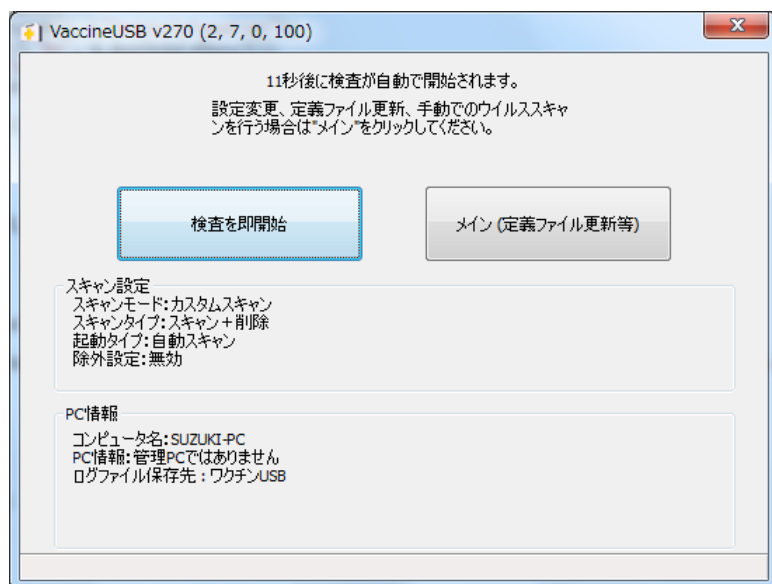 VaccineUSB v270 (2, 7, 0, 100)
11秒後に検査が自動で開始されます。
設定変更、定義ファイル更新、手動でのウイルススキャ
ンを行う場合は"メイン"をクリックしてください。
検査を即開始
メイン (定義ファイル更新等)
スキャン設定
スキャンモード:カスタムスキャン
スキャンタイプ:スキャン+削除
起動タイプ:自動スキャン
除外設定:無効
PC情報
コンピュータ名:SUZUKI-PC
PC情報:管理PCではありません
ログファイル保存先:ワクチンUSB